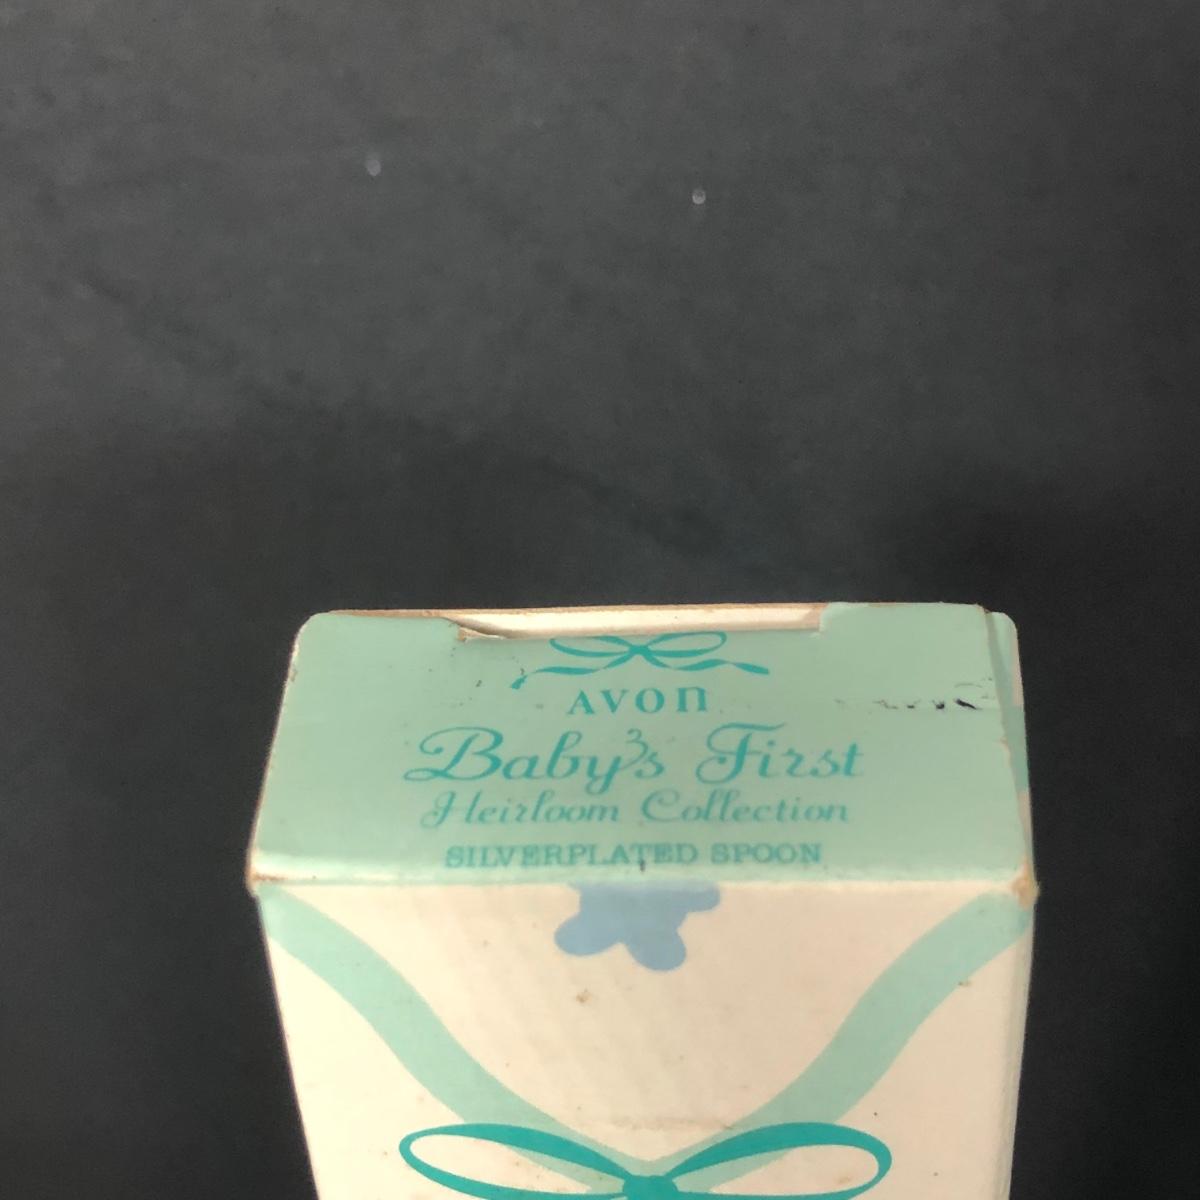 AVON
Baby's First
Heirloom Collection
SILVERPLATED SPOON